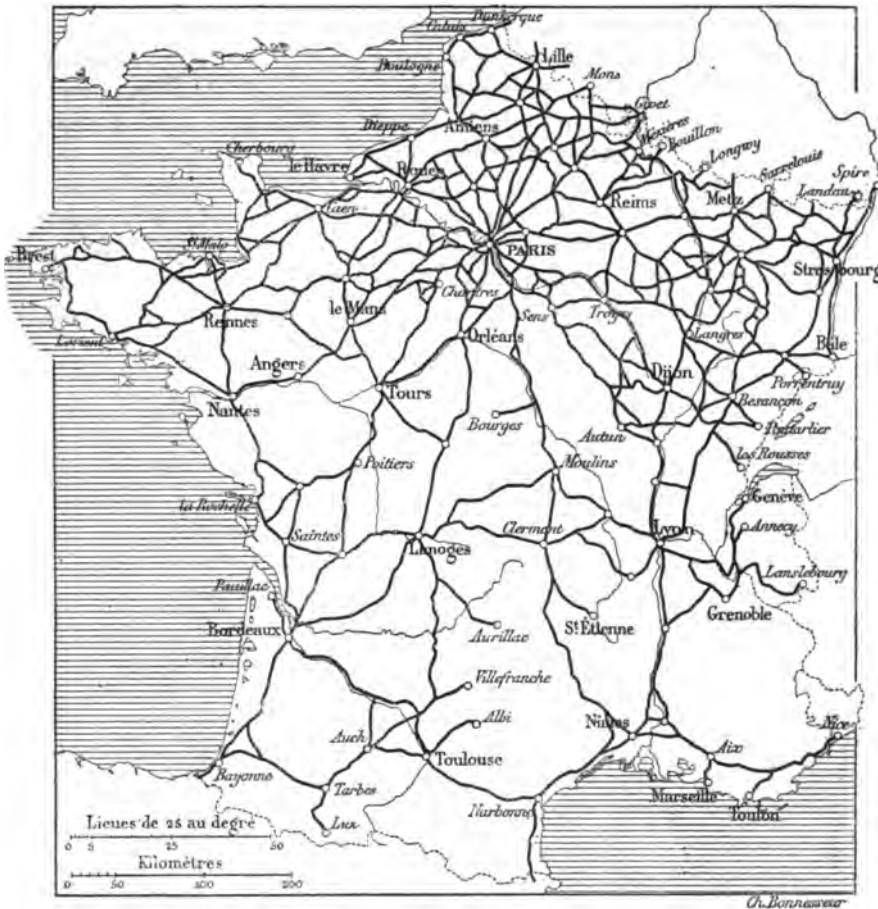 Dunkerque
Calais
Boulogne
Lille
Mons
Givet
Dieppe
Amiens
Mézières
Bouillon
Longwy
Sarrelouis
Spire
Landau
Cherbourg
le Hâvre
Rouen
Reims
Metz
Caen
PARIS
Brest
St Malo
Strasbourg
Chartres
Sens
Troyes
Langres
Rennes
le Mans
Orléans
Lorient
Angers
Dijon
Bâle
Porrentruy
Nantes
Tours
Bourges
Besançon
Autun
Pontarlier
Poitiers
Moulins
les Rousses
la Rochelle
Genève
Saintes
Limoges
Clermont
Lyon
Annecy
Pauillac
Lanslebourg
Grenoble
Bordeaux
Aurillac
St Étienne
Villefranche
Albi
Nimes
Nice
Auch
Toulouse
Aix
Bayonne
Tarbes
Narbonne
Marseille
Toulon
Lux
Lieues de 25 au degré
0 5 25 50
Kilomètres
0 50 100 200
Ch. Bonnesseur